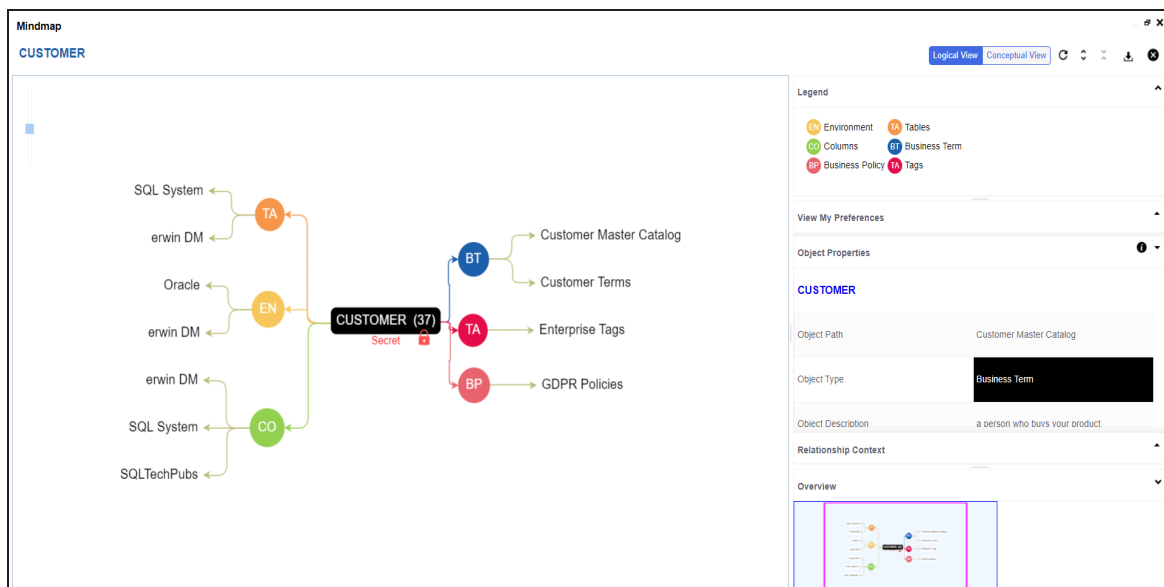 Mindmap
CUSTOMER
Logical View Conceptual View
Legend
EN Environment TA Tables
CO Columns BT Business Term
BP Business Policy TA Tags
View My Preferences
Object Properties
CUSTOMER
Object Path Customer Master Catalog
Object Type Business Term
Object Description a person who buys your product
Relationship Context
Overview
SQL System
TA
erwin DM
Oracle
EN
erwin DM
erwin DM
CO
SQL System
SQLTechPubs
CUSTOMER (37)
Secret
BT
Customer Master Catalog
Customer Terms
TA
Enterprise Tags
BP
GDPR Policies